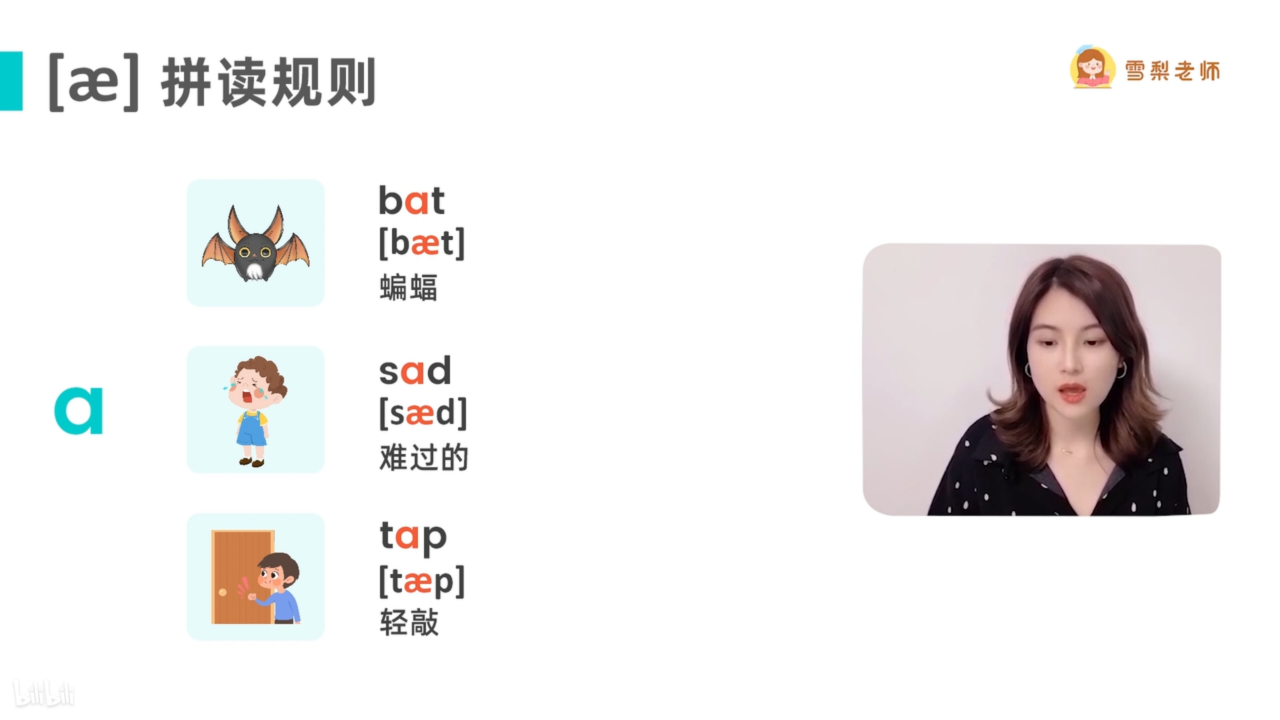 [æ] 拼读规则
雪梨老师
bat
[bæt]
蝙蝠
a
sad
[sæd]
难过的
tap
[tæp]
轻敲
bilibili